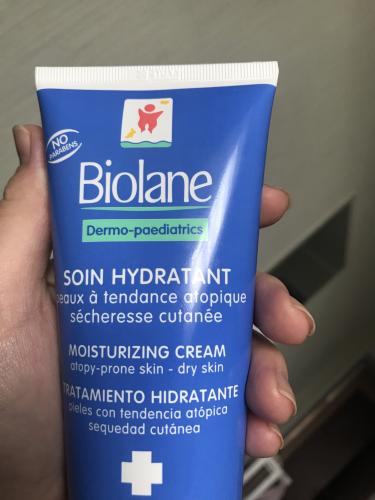 NO
PARABENS
Biolane
Dermo-paediatrics
SOIN HYDRATANT
peaux à tendance atopique
sécheresse cutanée
MOISTURIZING CREAM
atopy-prone skin - dry skin
TRATAMIENTO HIDRATANTE
pieles con tendencia atópica
sequedad cutánea